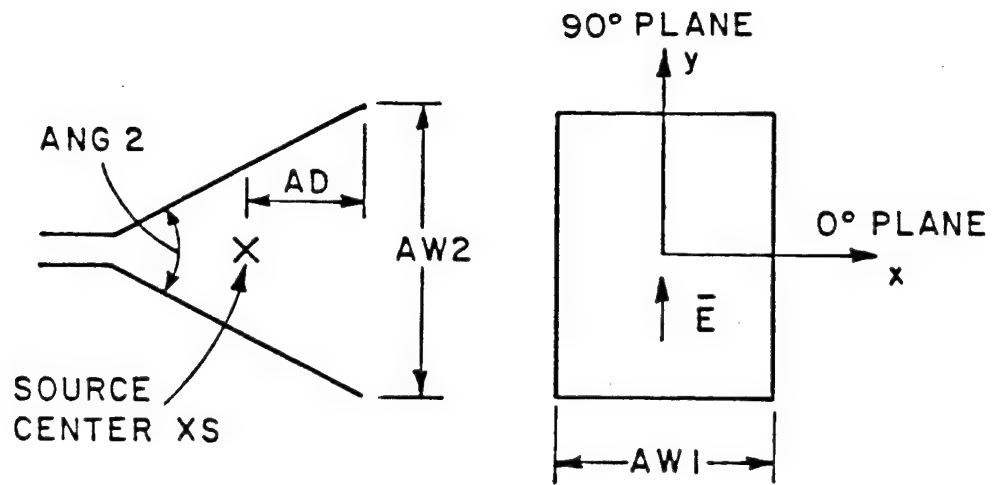 90° PLANE
y
ANG 2
AD
AW2
0° PLANE
x
E̅
SOURCE
CENTER XS
AW1